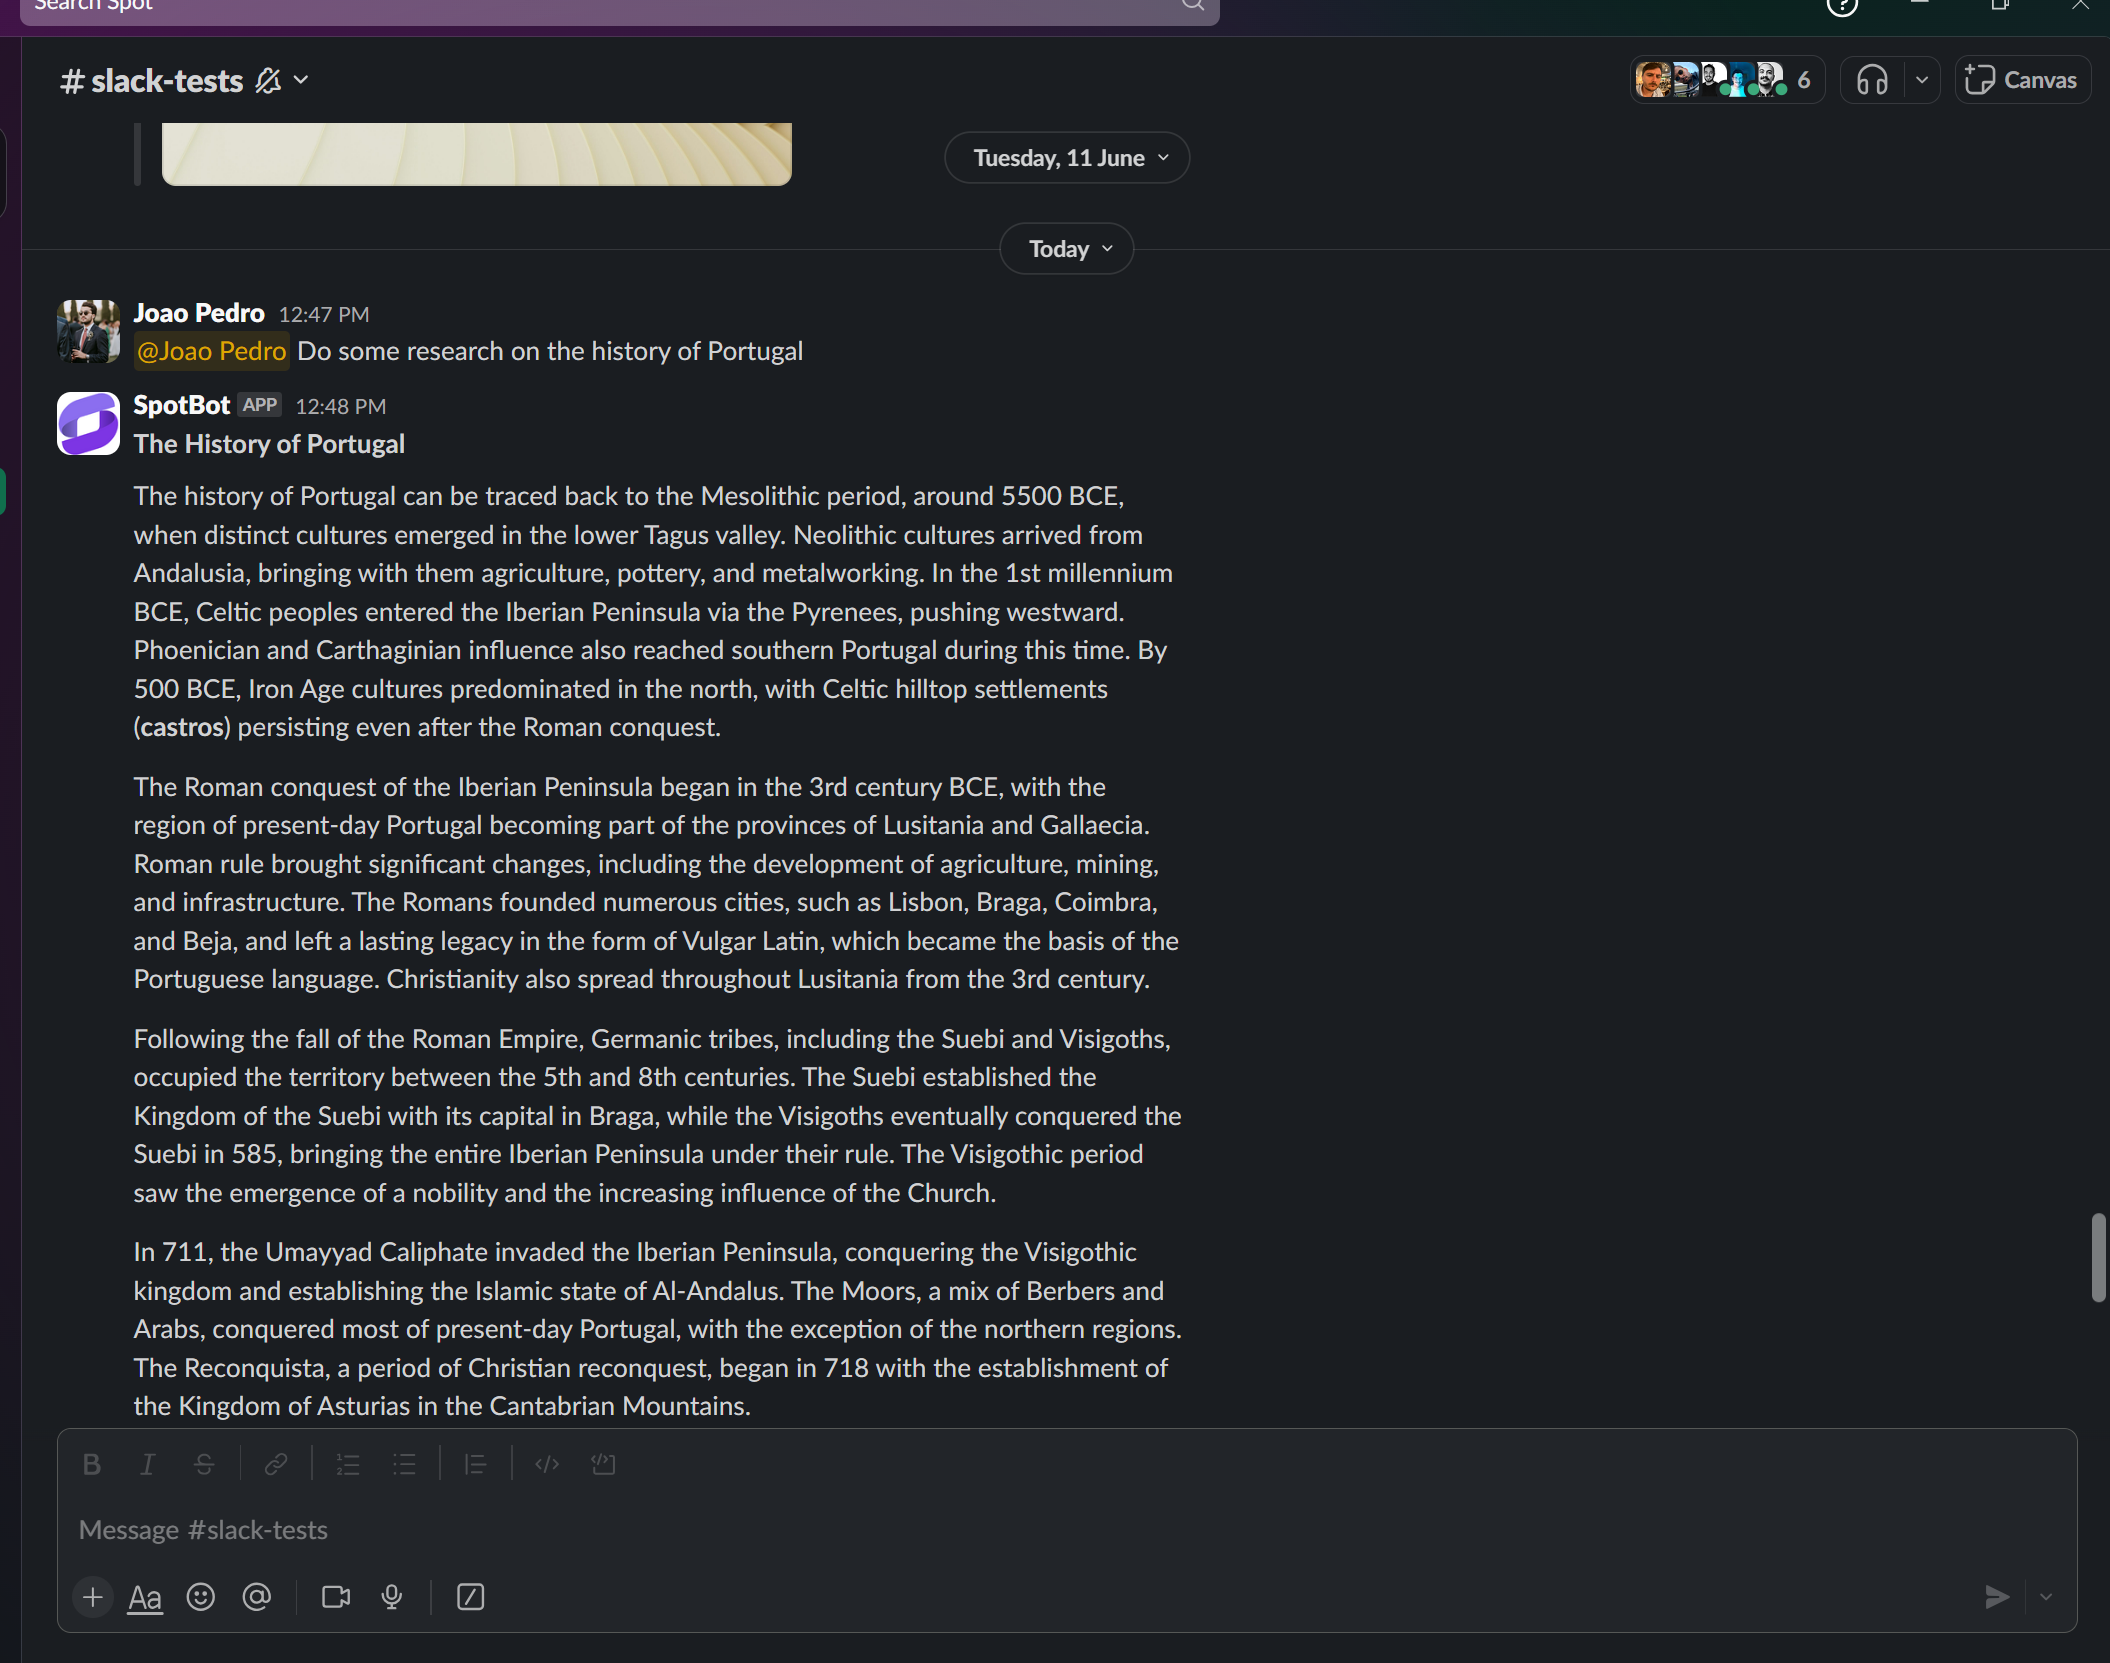 Search Spot
# slack-tests
6
Canvas
Tuesday, 11 June
Today
Joao Pedro 12:47 PM
@Joao Pedro Do some research on the history of Portugal
SpotBot APP 12:48 PM
The History of Portugal
The history of Portugal can be traced back to the Mesolithic period, around 5500 BCE,
when distinct cultures emerged in the lower Tagus valley. Neolithic cultures arrived from
Andalusia, bringing with them agriculture, pottery, and metalworking. In the 1st millennium
BCE, Celtic peoples entered the Iberian Peninsula via the Pyrenees, pushing westward.
Phoenician and Carthaginian influence also reached southern Portugal during this time. By
500 BCE, Iron Age cultures predominated in the north, with Celtic hilltop settlements
(castros) persisting even after the Roman conquest.
The Roman conquest of the Iberian Peninsula began in the 3rd century BCE, with the
region of present-day Portugal becoming part of the provinces of Lusitania and Gallaecia.
Roman rule brought significant changes, including the development of agriculture, mining,
and infrastructure. The Romans founded numerous cities, such as Lisbon, Braga, Coimbra,
and Beja, and left a lasting legacy in the form of Vulgar Latin, which became the basis of the
Portuguese language. Christianity also spread throughout Lusitania from the 3rd century.
Following the fall of the Roman Empire, Germanic tribes, including the Suebi and Visigoths,
occupied the territory between the 5th and 8th centuries. The Suebi established the
Kingdom of the Suebi with its capital in Braga, while the Visigoths eventually conquered the
Suebi in 585, bringing the entire Iberian Peninsula under their rule. The Visigothic period
saw the emergence of a nobility and the increasing influence of the Church.
In 711, the Umayyad Caliphate invaded the Iberian Peninsula, conquering the Visigothic
kingdom and establishing the Islamic state of Al-Andalus. The Moors, a mix of Berbers and
Arabs, conquered most of present-day Portugal, with the exception of the northern regions.
The Reconquista, a period of Christian reconquest, began in 718 with the establishment of
the Kingdom of Asturias in the Cantabrian Mountains.
Message #slack-tests
Aa